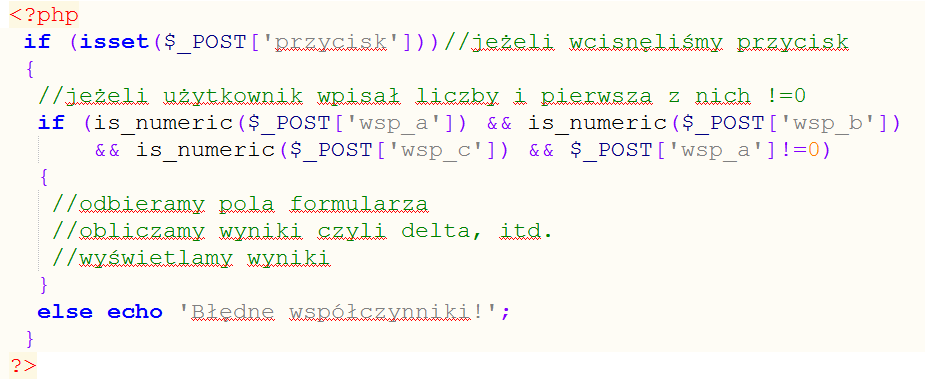 <?php
if (isset($_POST['przycisk']))//jeżeli wcisnęliśmy przycisk
{
//jeżeli użytkownik wpisał liczby i pierwsza z nich !=0
if (is_numeric($_POST['wsp_a']) && is_numeric($_POST['wsp_b'])
&& is_numeric($_POST['wsp_c']) && $_POST['wsp_a']!=0)
{
//odbieramy pola formularza
//obliczamy wyniki czyli delta, itd.
//wyświetlamy wyniki
}
else echo 'Błędne współczynniki!';
}
?>